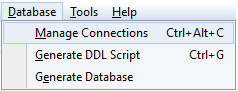 Database Tools Help
Manage Connections Ctrl+Alt+C
Generate DDL Script Ctrl+G
Generate Database